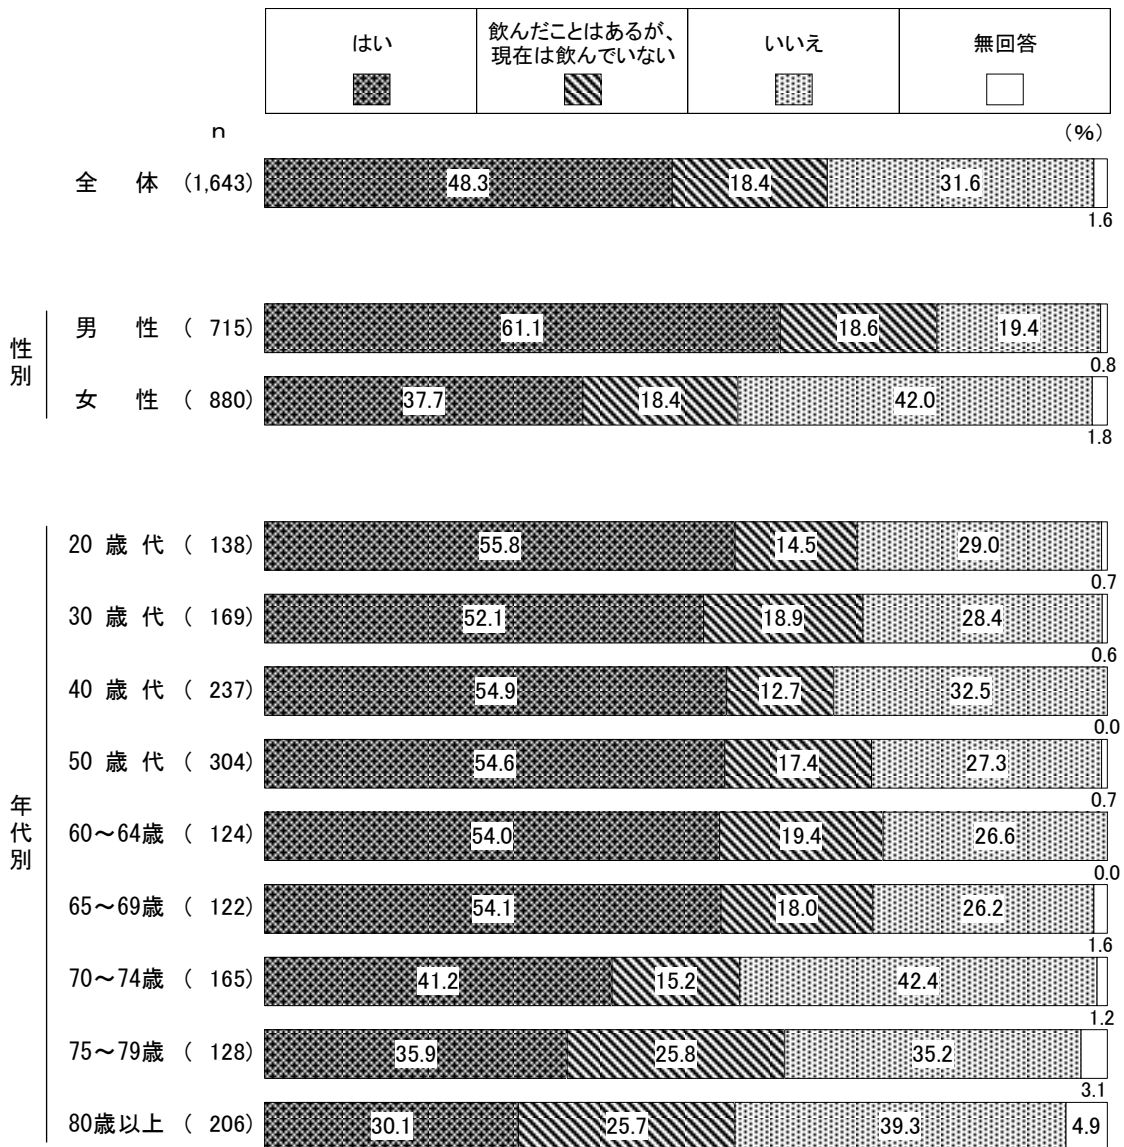 はい
飲んだことはあるが、
現在は飲んでいない
いいえ
無回答
n
(%)
全 体 (1,643) 48.3 18.4 31.6
1.6
性別
男 性 ( 715) 61.1 18.6 19.4
0.8
女 性 ( 880) 37.7 18.4 42.0
1.8
年代別
20 歳 代 ( 138) 55.8 14.5 29.0
0.7
30 歳 代 ( 169) 52.1 18.9 28.4
0.6
40 歳 代 ( 237) 54.9 12.7 32.5
0.0
50 歳 代 ( 304) 54.6 17.4 27.3
0.7
60～64歳 ( 124) 54.0 19.4 26.6
0.0
65～69歳 ( 122) 54.1 18.0 26.2
1.6
70～74歳 ( 165) 41.2 15.2 42.4
1.2
75～79歳 ( 128) 35.9 25.8 35.2
3.1
80歳以上 ( 206) 30.1 25.7 39.3 4.9